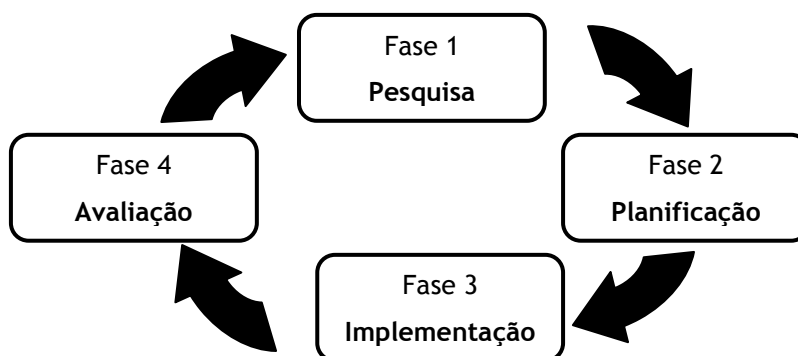 Fase 1
Pesquisa
Fase 2
Planificação
Fase 3
Implementação
Fase 4
Avaliação